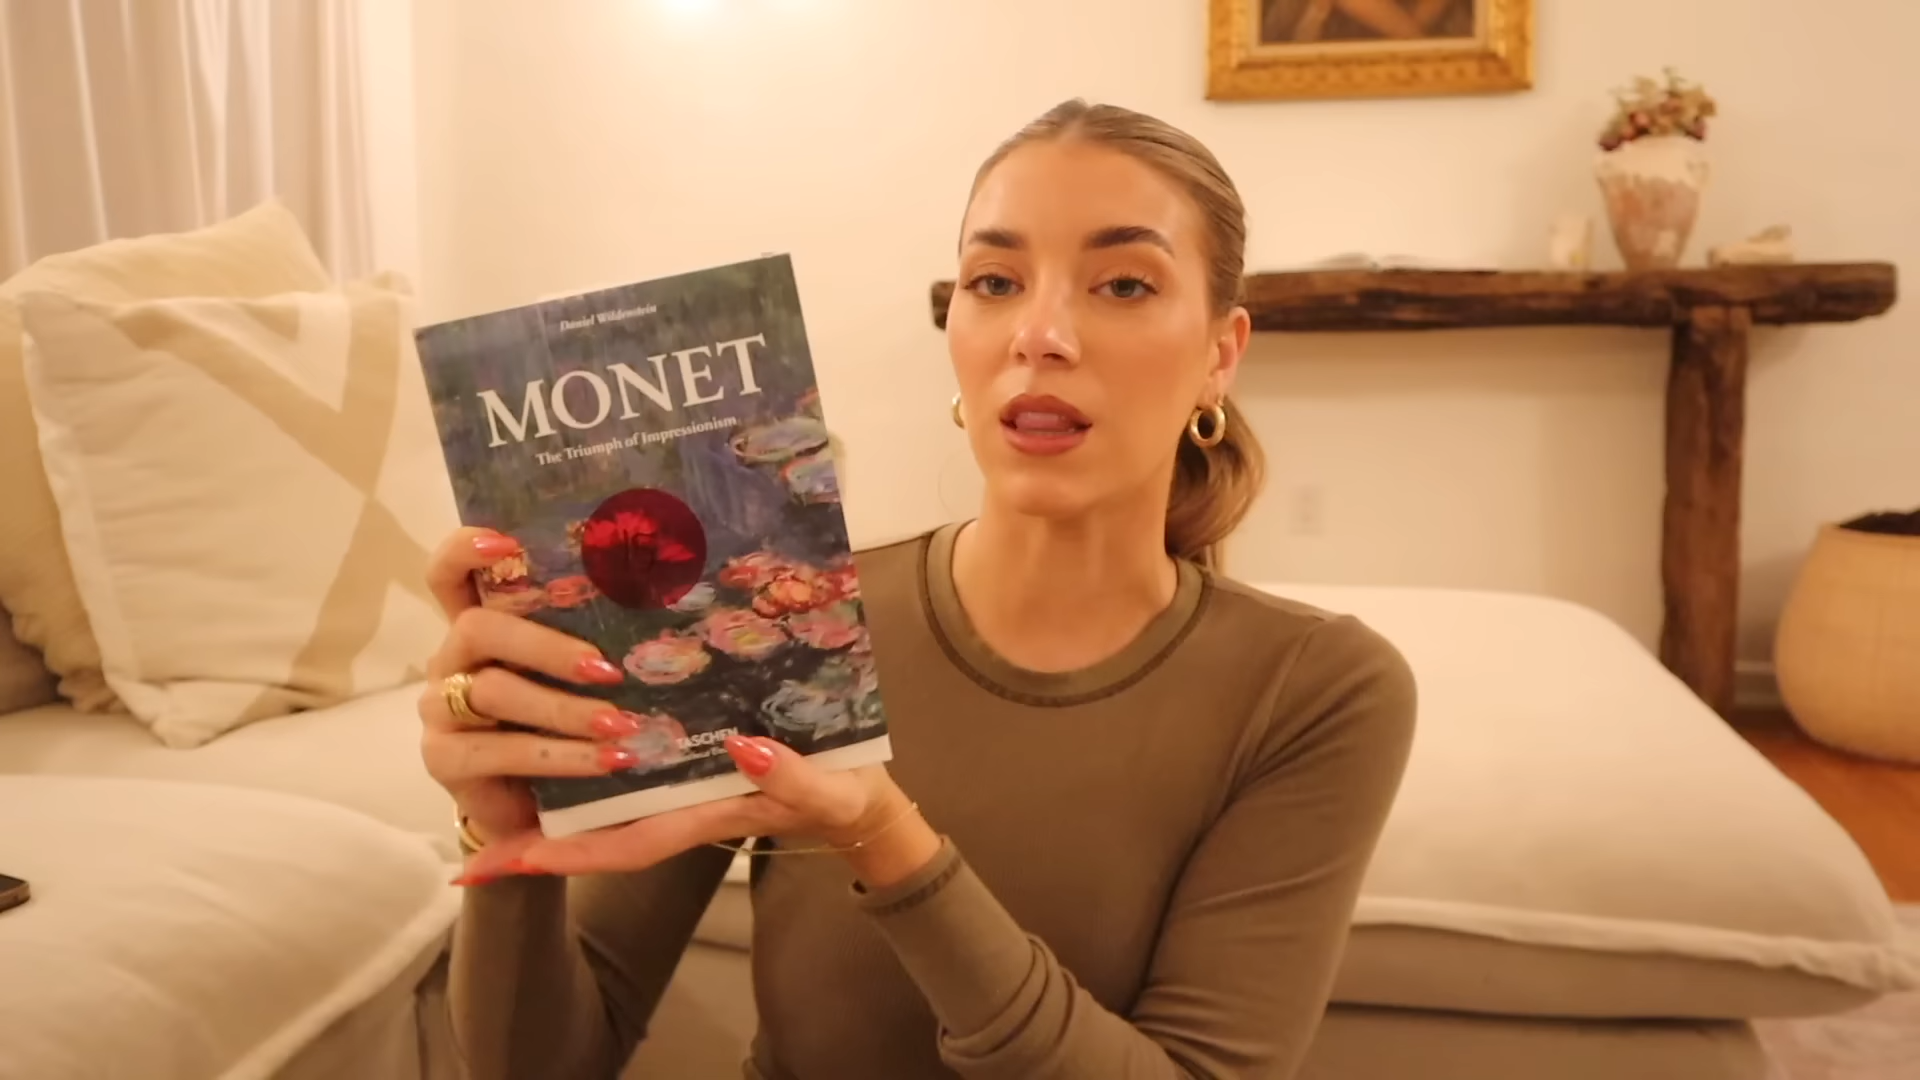 Daniel Wildenstein
MONET
The Triumph of Impressionism
TASCHEN